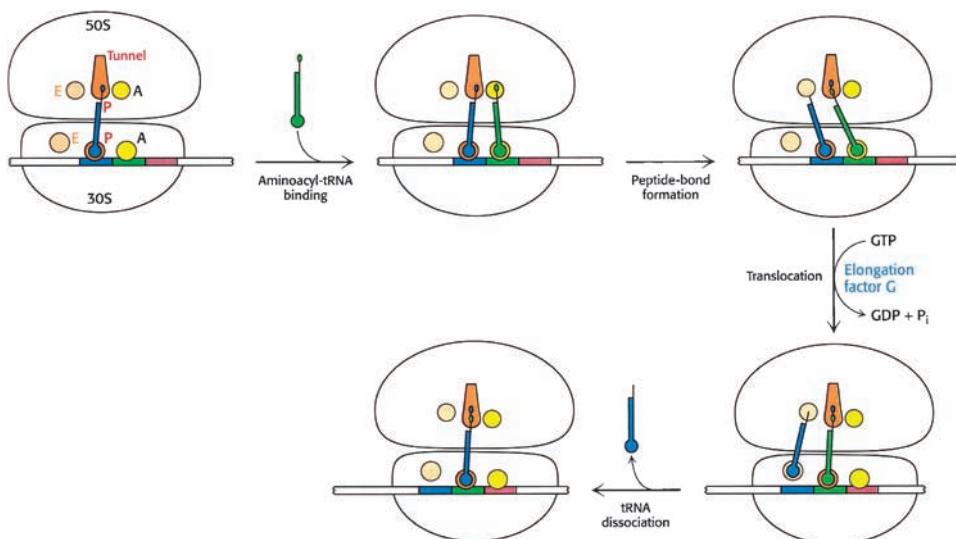 50S
Tunnel
E
A
P
E
P
A
30S
Aminoacyl-tRNA
binding
Peptide-bond
formation
Translocation
GTP
Elongation
factor G
GDP + Pi
tRNA
dissociation